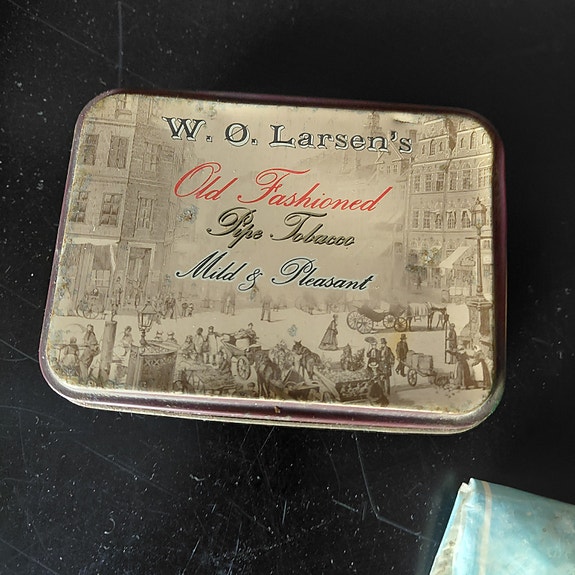 W. Ø. Larsen's
Old Fashioned
Pipe Tobacco
Mild & Pleasant